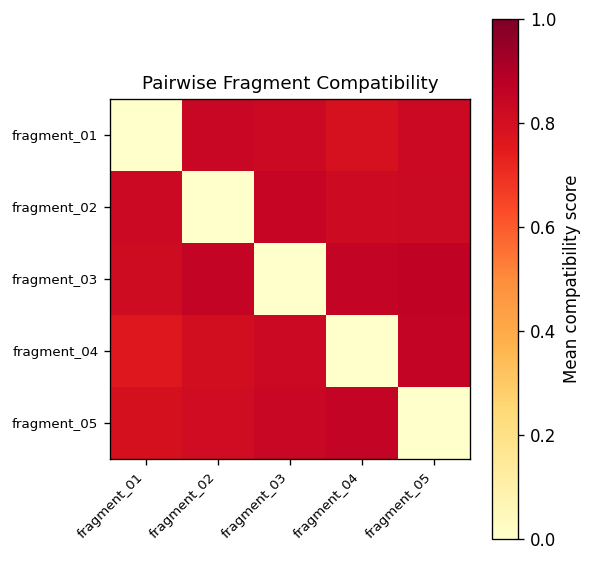 Pairwise Fragment Compatibility
fragment_01
fragment_02
fragment_03
fragment_04
fragment_05
fragment_01
fragment_02
fragment_03
fragment_04
fragment_05
1.0
0.8
0.6
0.4
0.2
0.0
Mean compatibility score